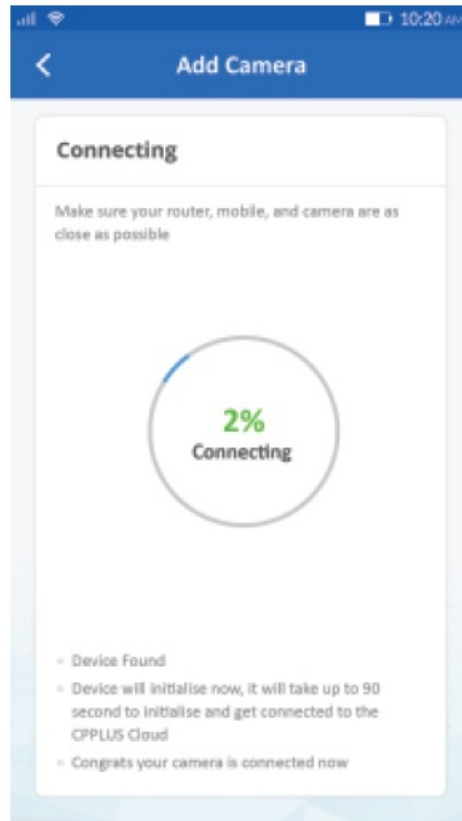 10:20 AM
Add Camera
Connecting
Make sure your router, mobile, and camera are as
close as possible
2%
Connecting
Device Found
Device will initialise now, it will take up to 90
second to initialise and get connected to the
CPPLUS Cloud
Congrats your camera is connected now